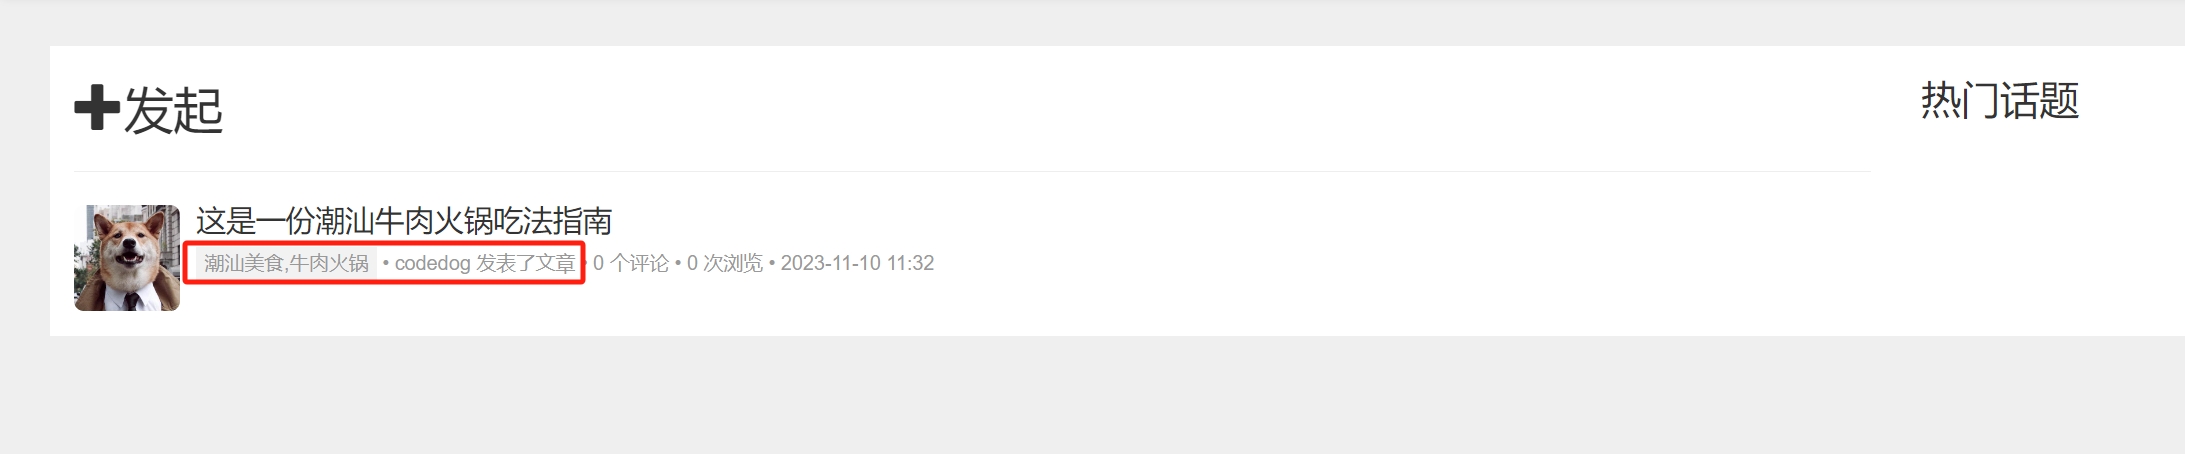 发起
热门话题
这是一份潮汕牛肉火锅吃法指南
潮汕美食,牛肉火锅 • codedog 发表了文章 • 0 个评论 • 0 次浏览 • 2023-11-10 11:32